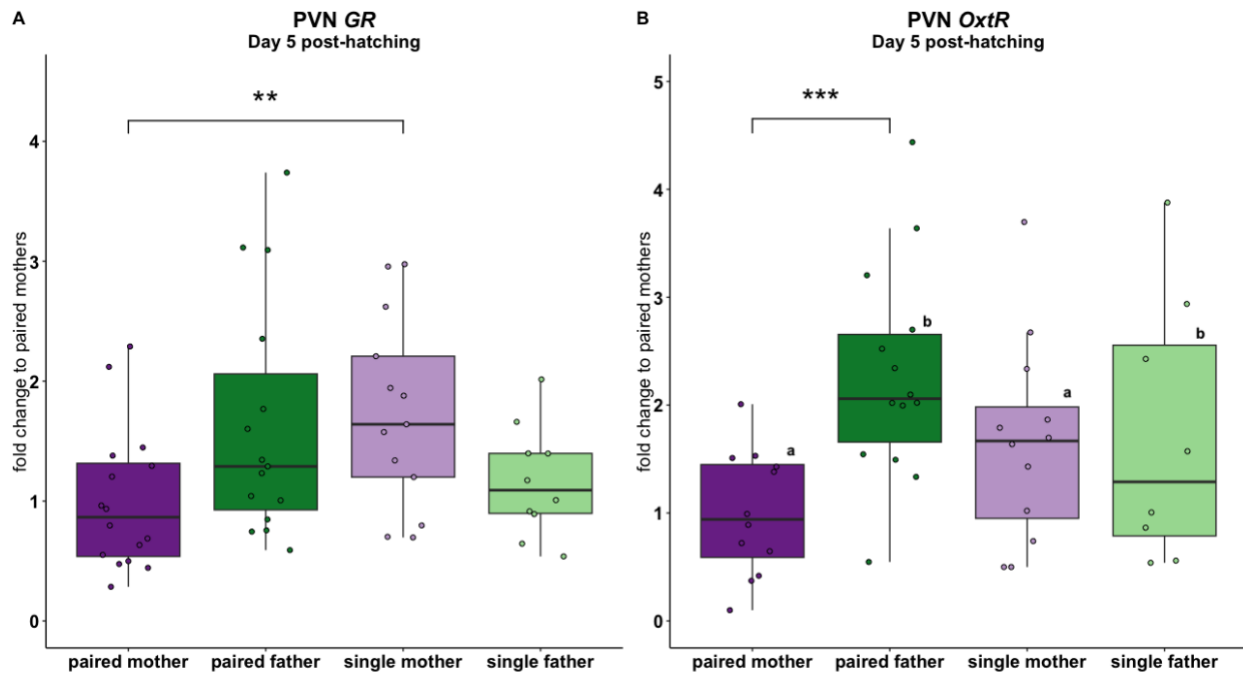 A
PVN GR
Day 5 post-hatching
**
fold change to paired mothers
4
3
2
1
0
paired mother
paired father
single mother
single father
B
PVN OxtR
Day 5 post-hatching
***
fold change to paired mothers
5
4
3
2
1
0
a
b
a
b
paired mother
paired father
single mother
single father